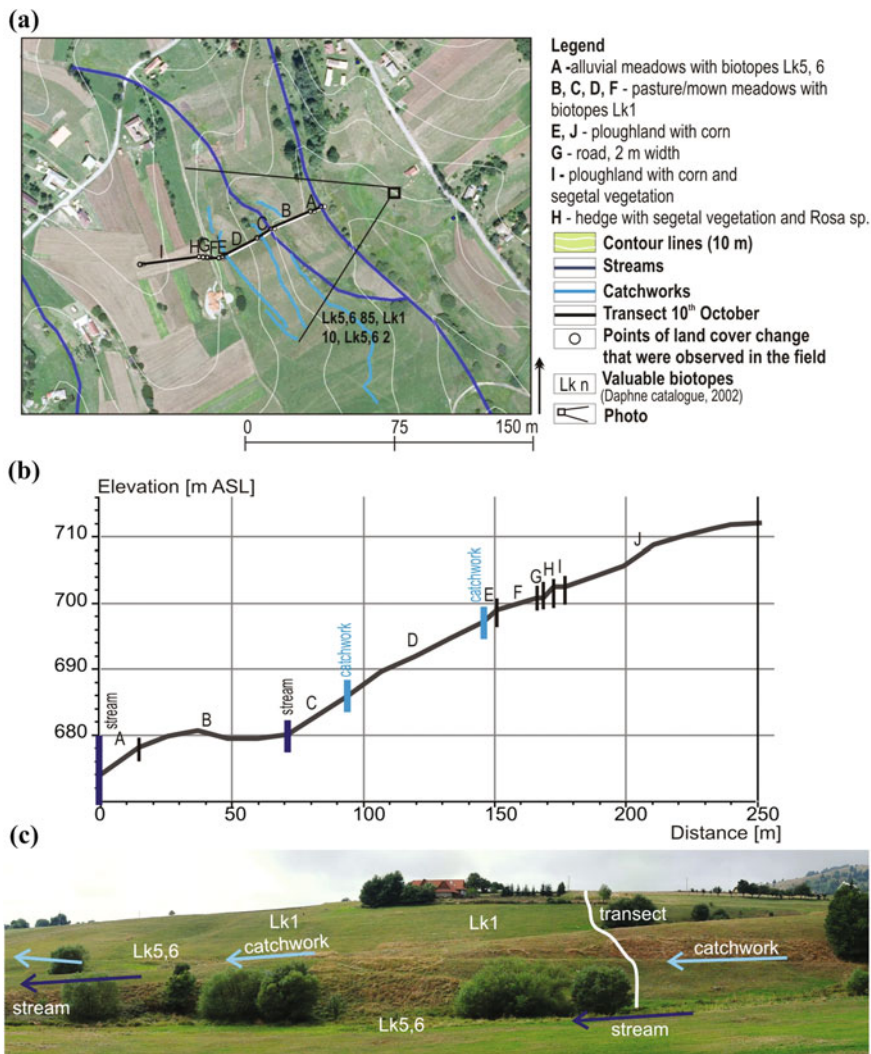 (a)
I
H
G
F
E
D
C
B
A
Lk5,6 85, Lk1
10, Lk5,6 2
0 75 150 m
Legend
A -alluvial meadows with biotopes Lk5, 6
B, C, D, F - pasture/mown meadows with
biotopes Lk1
E, J - ploughland with corn
G - road, 2 m width
I - ploughland with corn and
segetal vegetation
H - hedge with segetal vegetation and Rosa sp.
Contour lines (10 m)
Streams
Catchworks
Transect 10th October
Points of land cover change
that were observed in the field
Lk n Valuable biotopes
(Daphne catalogue, 2002)
Photo
(b)
Elevation [m ASL]
710
700
690
680
stream
A
B
stream
C
catchwork
D
catchwork
E
F
G
H
I
J
0 50 100 150 200 250
Distance [m]
(c)
Lk1
Lk1
transect
Lk5,6
catchwork
catchwork
stream
stream
Lk5,6